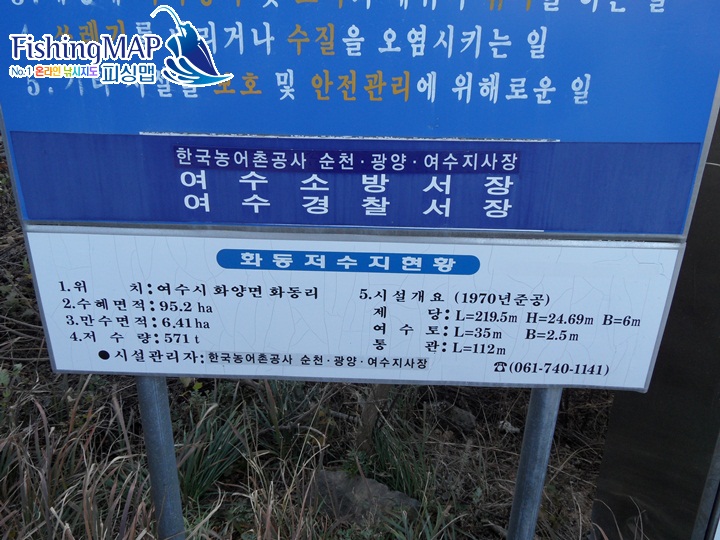 FishingMAP
No.1 온라인 낚시지도 피싱맵
버리거나 수질을 오염시키는 일
보호 및 안전관리에 위해로운 일
한국농어촌공사 순천·광양·여수지사장
여수소방서장
여수경찰서장
화동저수지현황
1.위 치:여수시 화양면 화동리
2.수혜면적:95.2 ha
3.만수면적:6.41ha
4.저 수 량:571 t
●시설관리자:한국농어촌공사 순천·광양·여수지사장
5.시설개요 (1970년준공)
제 당:L=219.5m H=24.69m B=6m
여 수 토:L=35m B=2.5m
통 관:L=112m
☎(061-740-1141)